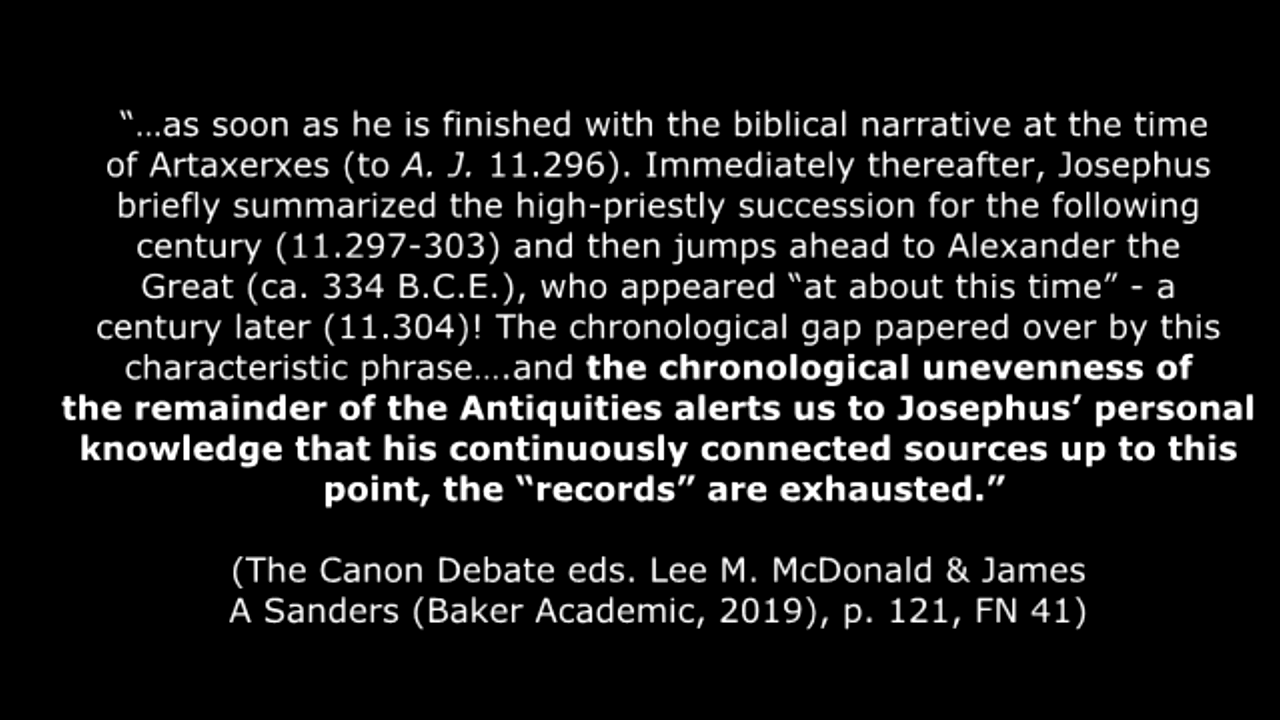 “...as soon as he is finished with the biblical narrative at the time
of Artaxerxes (to A. J. 11.296). Immediately thereafter, Josephus
briefly summarized the high-priestly succession for the following
century (11.297-303) and then jumps ahead to Alexander the
Great (ca. 334 B.C.E.), who appeared “at about this time” - a
century later (11.304)! The chronological gap papered over by this
characteristic phrase....and the chronological unevenness of
the remainder of the Antiquities alerts us to Josephus’ personal
knowledge that his continuously connected sources up to this
point, the “records” are exhausted.”
(The Canon Debate eds. Lee M. McDonald & James
A Sanders (Baker Academic, 2019), p. 121, FN 41)